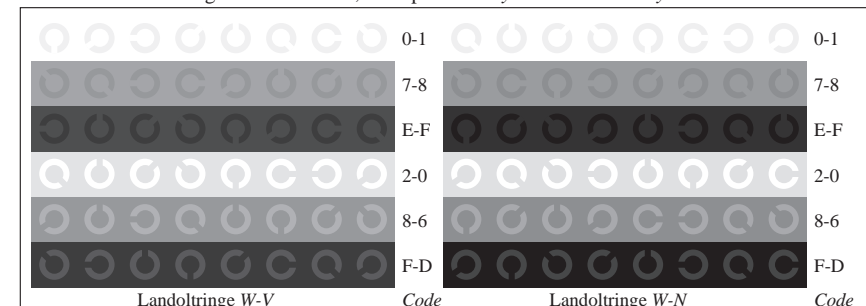 0-1 0-1
7-8 7-8
E-F E-F
2-0 2-0
8-6 8-6
F-D F-D
Landoltringe W-V Code Landoltringe W-N Code